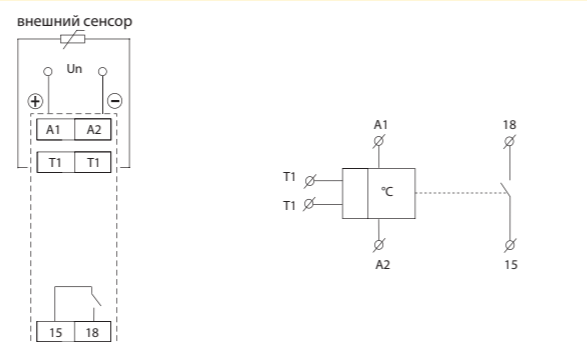 внешний сенсор
Un
+ −
A1 A2
T1 T1
15 18
A1 18
T1
°C
T1
A2 15